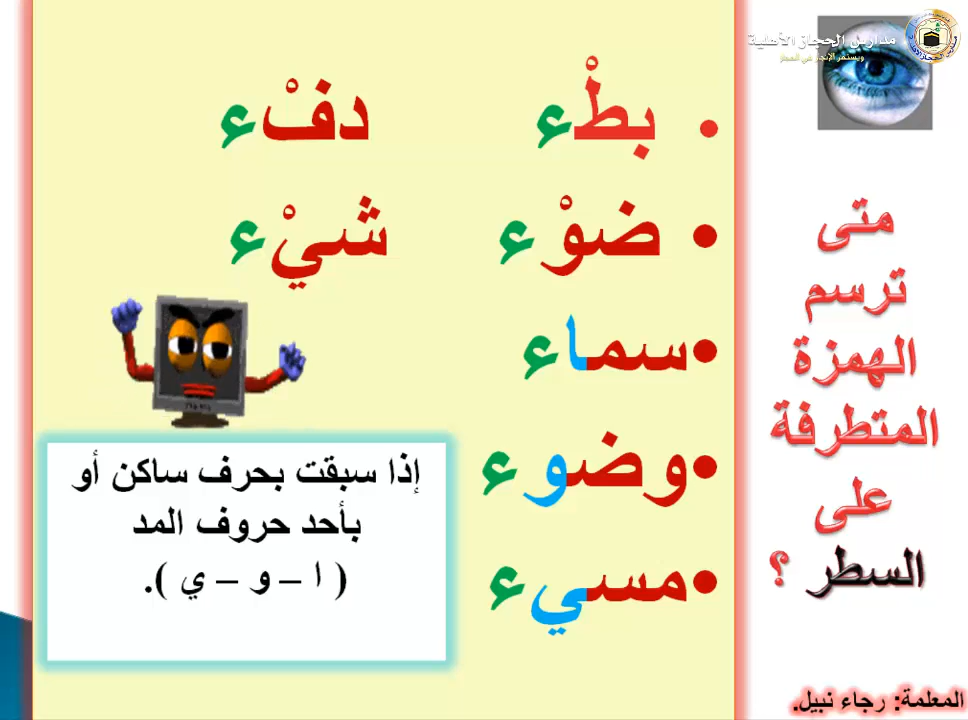 مدارس الحجاز الأهلية
متى
ترسم
الهمزة
المتطرفة
على
السطر ؟
• بطْء دفْء
• ضوْء شيْء
• سماء
• وضوء
• مسيء
إذا سبقت بحرف ساكن أو
بأحد حروف المد
( ا – و – ي ).
المعلمة: رجاء نبيل.